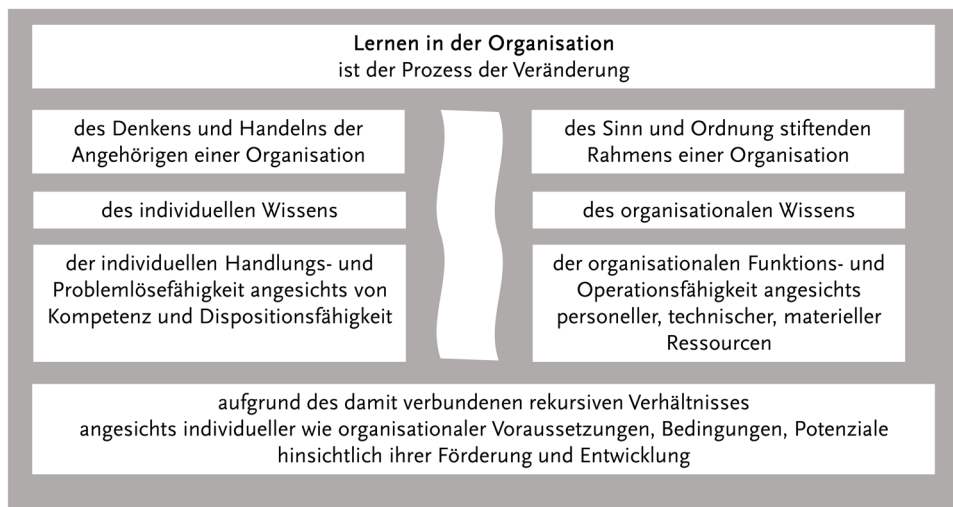 Lernen in der Organisation
ist der Prozess der Veränderung
des Denkens und Handelns der
Angehörigen einer Organisation
des individuellen Wissens
der individuellen Handlungs- und
Problemlösefähigkeit angesichts von
Kompetenz und Dispositionsfähigkeit
des Sinn und Ordnung stiftenden
Rahmens einer Organisation
des organisationalen Wissens
der organisationalen Funktions- und
Operationsfähigkeit angesichts
personeller, technischer, materieller
Ressourcen
aufgrund des damit verbundenen rekursiven Verhältnisses
angesichts individueller wie organisationaler Voraussetzungen, Bedingungen, Potenziale
hinsichtlich ihrer Förderung und Entwicklung